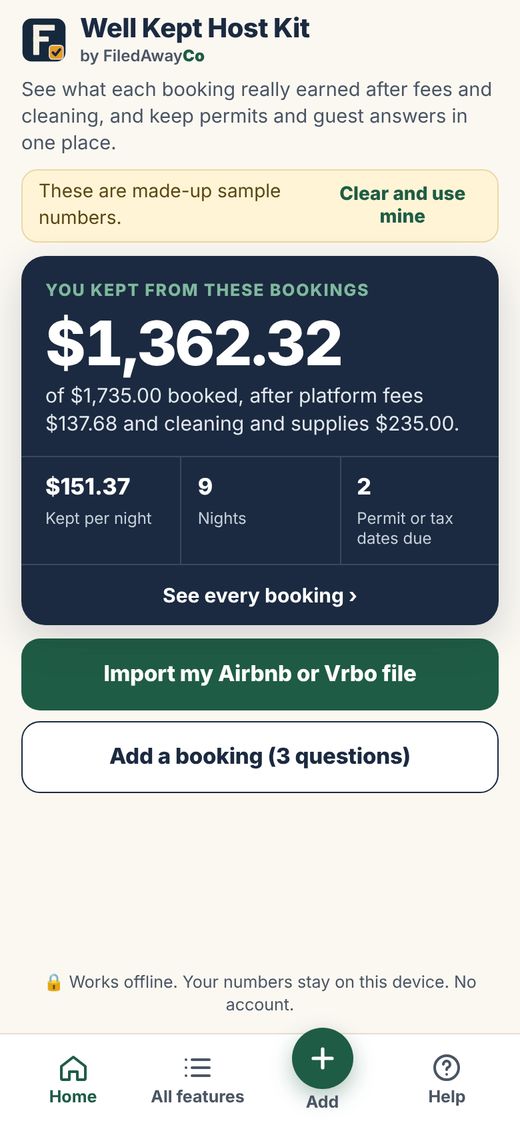 F
Well Kept Host Kit
by FiledAwayCo
See what each booking really earned after fees and
cleaning, and keep permits and guest answers in
one place.
These are made-up sample
numbers.
Clear and use
mine
YOU KEPT FROM THESE BOOKINGS
$1,362.32
of $1,735.00 booked, after platform fees
$137.68 and cleaning and supplies $235.00.
$151.37
Kept per night
9
Nights
2
Permit or tax
dates due
See every booking ›
Import my Airbnb or Vrbo file
Add a booking (3 questions)
🔒 Works offline. Your numbers stay on this device. No
account.
Home
All features
Add
Help